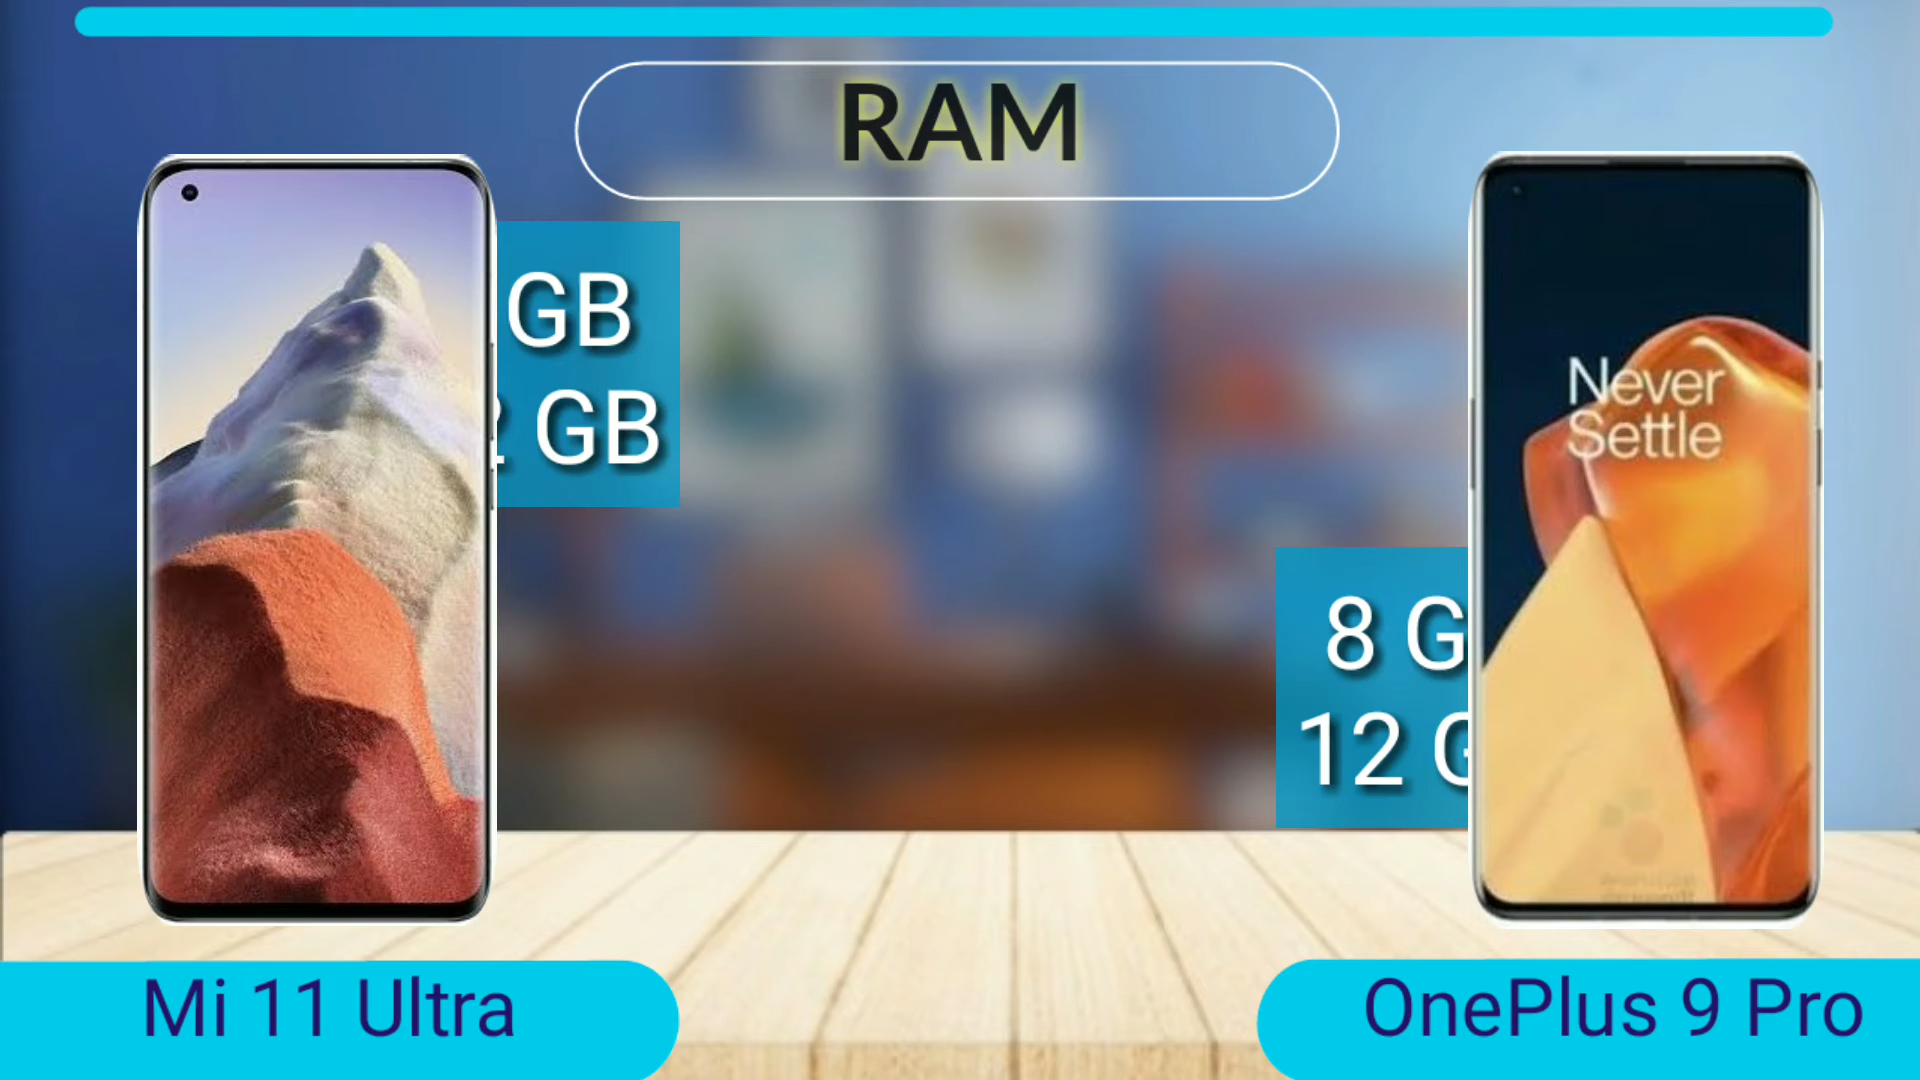 RAM
GB
GB
8 G
12 G
Never
Settle
Mi 11 Ultra
OnePlus 9 Pro